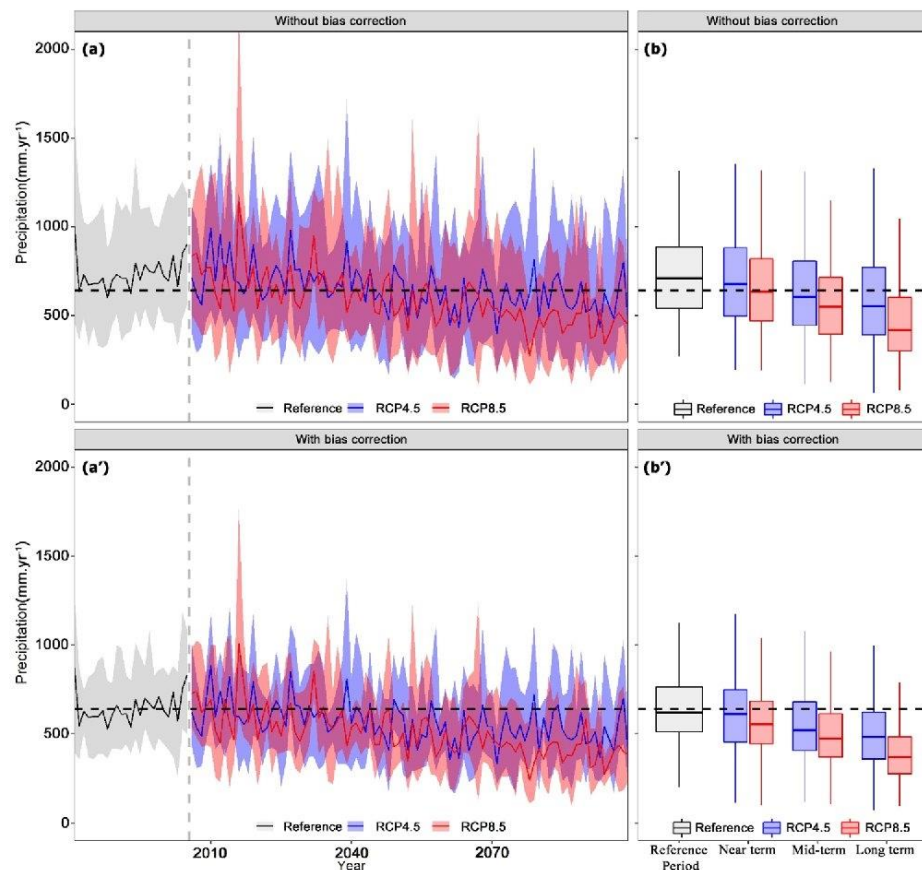 Without bias correction
Without bias correction
(a)
(b)
2000
1500
1000
500
0
Precipitation(mm.yr⁻¹)
Reference RCP4.5 RCP8.5
Reference RCP4.5 RCP8.5
With bias correction
With bias correction
(a')
(b')
2000
1500
1000
500
0
Precipitation(mm.yr⁻¹)
Reference RCP4.5 RCP8.5
Reference RCP4.5 RCP8.5
2010 2040 2070
Year
Reference
Period
Near term Mid-term Long term